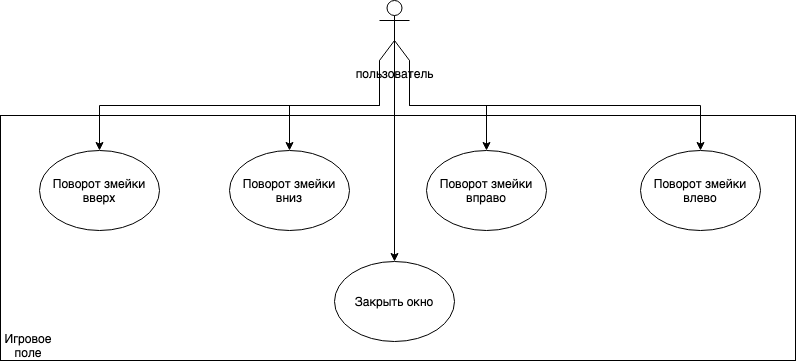 пользователь
Поворот змейки
вверх
Поворот змейки
вниз
Поворот змейки
вправо
Поворот змейки
влево
Закрыть окно
Игровое
поле